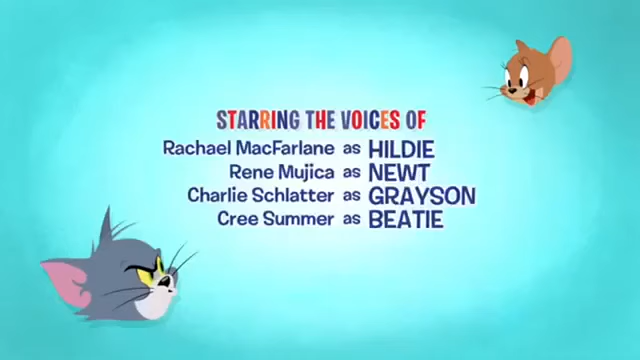 STARRING THE VOICES OF
Rachael MacFarlane as HILDIE
Rene Mujica as NEWT
Charlie Schlatter as GRAYSON
Cree Summer as BEATIE